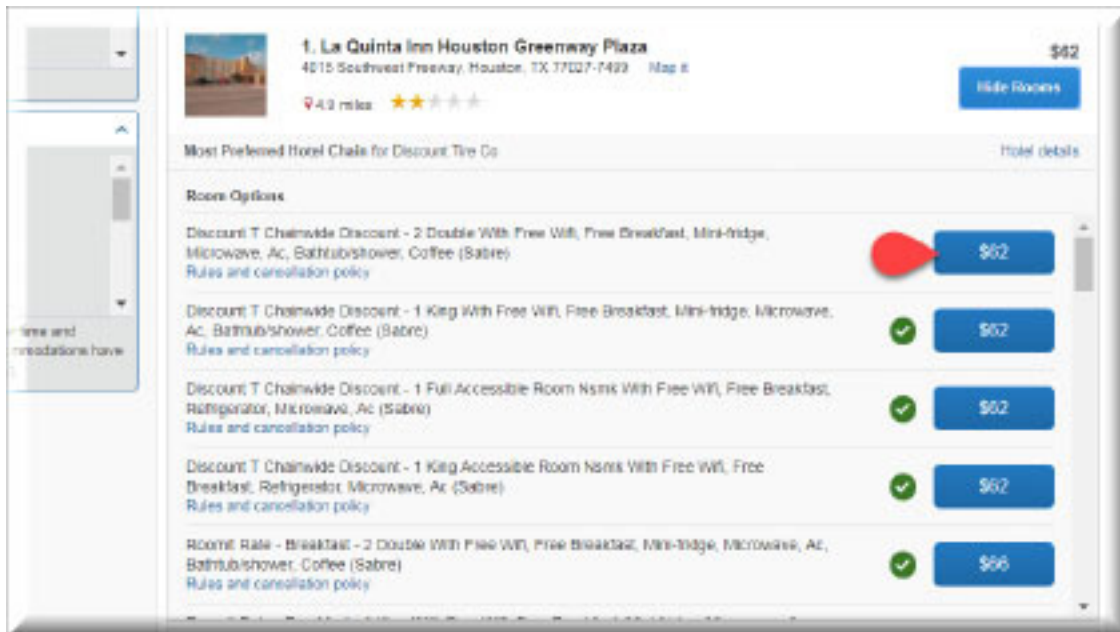 1. La Quinta Inn Houston Greenway Plaza
$62
4015 Southwest Freeway, Houston, TX 77027-7499 Map it
4.9 miles
Hide Rooms
Most Preferred Hotel Chain for Discount Tire Co
Hotel details
Room Options
Discount T Chainwide Discount - 2 Double With Free Wifi, Free Breakfast, Mini-fridge,
Microwave, Ac, Bathtub/shower, Coffee (Sabre)
$62
Rules and cancellation policy
Discount T Chainwide Discount - 1 King With Free Wifi, Free Breakfast, Mini-fridge, Microwave,
Ac, Bathtub/shower, Coffee (Sabre)
$62
Rules and cancellation policy
time and
have
Discount T Chainwide Discount - 1 Full Accessible Room Nsmk With Free Wifi, Free Breakfast,
Refrigerator, Microwave, Ac (Sabre)
$62
Rules and cancellation policy
Discount T Chainwide Discount - 1 King Accessible Room Nsmk With Free Wifi, Free
Breakfast, Refrigerator, Microwave, Ac (Sabre)
$62
Rules and cancellation policy
Roomit Rate - Breakfast - 2 Double With Free Wifi, Free Breakfast, Mini-fridge, Microwave, Ac,
Bathtub/shower, Coffee (Sabre)
$66
Rules and cancellation policy